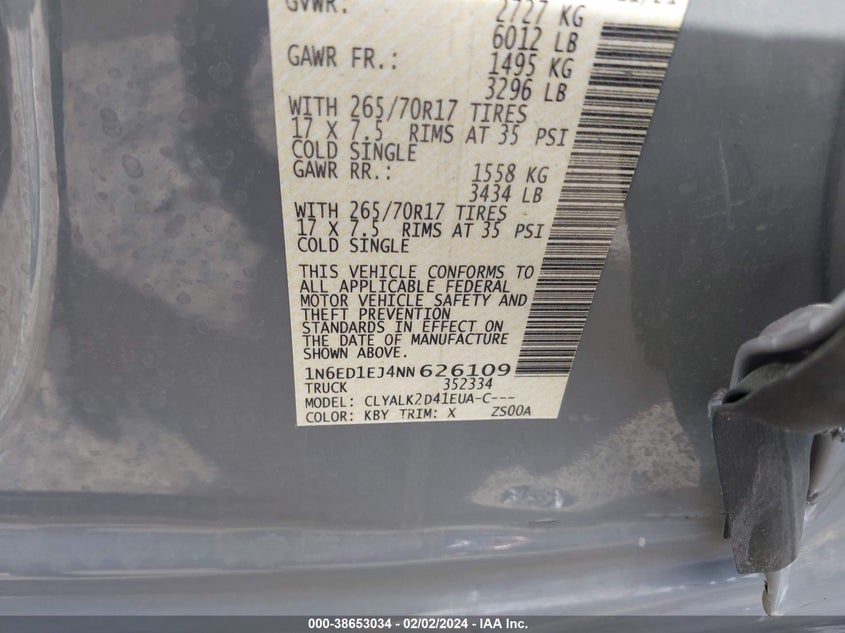 GVWR: 2727 KG
6012 LB
GAWR FR.: 1495 KG
3296 LB
WITH 265/70R17 TIRES
17 X 7.5 RIMS AT 35 PSI
COLD SINGLE
GAWR RR.: 1558 KG
3434 LB
WITH 265/70R17 TIRES
17 X 7.5 RIMS AT 35 PSI
COLD SINGLE
THIS VEHICLE CONFORMS TO
ALL APPLICABLE FEDERAL
MOTOR VEHICLE SAFETY AND
THEFT PREVENTION
STANDARDS IN EFFECT ON
THE DATE OF MANUFACTURE
SHOWN ABOVE.
1N6ED1EJ4NN626109
TRUCK 352334
MODEL: CLYALK2D41EUA-C---
COLOR: KBY TRIM: X ZS00A
000-38653034 / 02/02/2024 - IAA Inc.